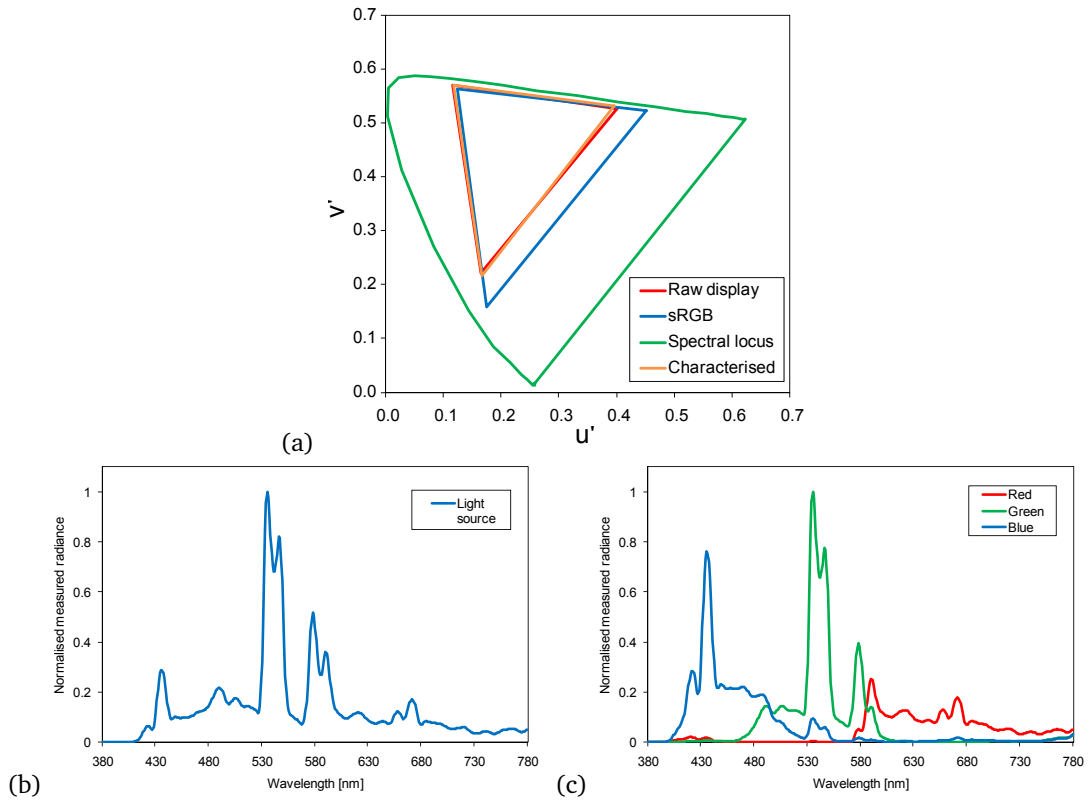 0.7
0.6
0.5
0.4
0.3
0.2
0.1
0.0
v'
0.0 0.1 0.2 0.3 0.4 0.5 0.6 0.7
u'
Raw display
sRGB
Spectral locus
Characterised
(a)
1
0.8
0.6
0.4
0.2
0
Normalised measured radiance
380 430 480 530 580 630 680 730 780
Wavelength [nm]
Light
source
(b)
1
0.8
0.6
0.4
0.2
0
Normalised measured radiance
380 430 480 530 580 630 680 730 780
Wavelength [nm]
Red
Green
Blue
(c)